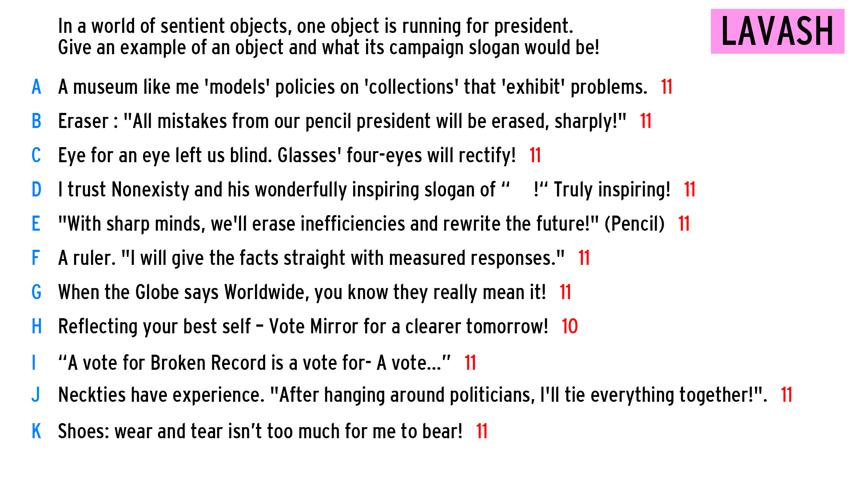 In a world of sentient objects, one object is running for president.
Give an example of an object and what its campaign slogan would be!
LAVASH
A A museum like me 'models' policies on 'collections' that 'exhibit' problems. 11
B Eraser : "All mistakes from our pencil president will be erased, sharply!" 11
C Eye for an eye left us blind. Glasses' four-eyes will rectify! 11
D I trust Nonexisty and his wonderfully inspiring slogan of “    !“ Truly inspiring! 11
E "With sharp minds, we'll erase inefficiencies and rewrite the future!" (Pencil) 11
F A ruler. "I will give the facts straight with measured responses." 11
G When the Globe says Worldwide, you know they really mean it! 11
H Reflecting your best self – Vote Mirror for a clearer tomorrow! 10
I “A vote for Broken Record is a vote for- A vote...” 11
J Neckties have experience. "After hanging around politicians, I'll tie everything together!". 11
K Shoes: wear and tear isn’t too much for me to bear! 11